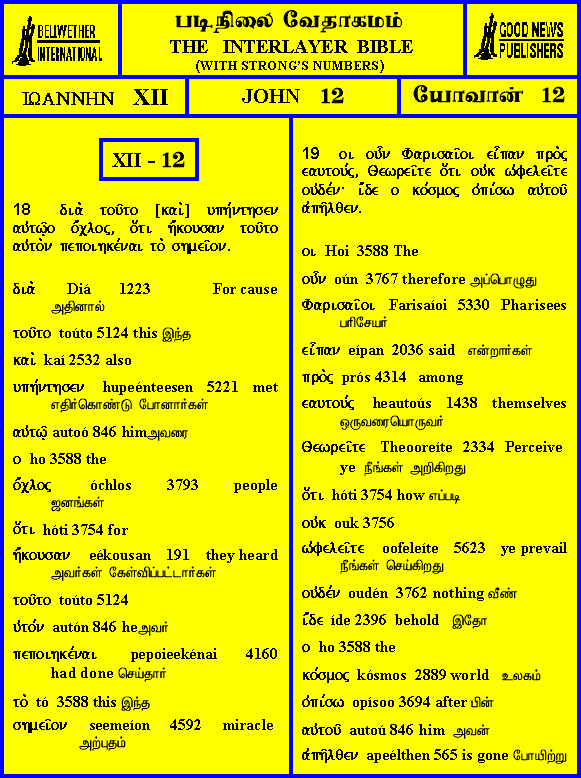 BELLWETHER
INTERNATIONAL
படிநிலை வேதாகமம்
THE INTERLAYER BIBLE
(WITH STRONG'S NUMBERS)
GOOD NEWS
PUBLISHERS
ΙΩΑΝΝΗΝ XII
JOHN 12
யோவான் 12
XII - 12
18 διὰ τοῦτο [καὶ] υπήντησεν
αὐτῷο ὄχλος, ὅτι ἤκουσαν τοῦτο
αὐτὸν πεποιηκέναι τὸ σημεῖον.
διὰ Diá 1223 For cause
அதினால்
τοῦτο toúto 5124 this இந்த
καὶ kaí 2532 also
υπήντησεν hupeénteesen 5221 met
எதிர்கொண்டு போனார்கள்
αὐτῷ autoó 846 himஅவரை
ο ho 3588 the
ὄχλος óchlos 3793 people
ஜனங்கள்
ὅτι hóti 3754 for
ἤκουσαν eékousan 191 they heard
அவர்கள் கேள்விப்பட்டார்கள்
τοῦτο toúto 5124
ὐτόν autón 846 heஅவர்
πεποιηκέναι pepoieekénai 4160
had done செய்தார்
τὸ tó 3588 this இந்த
σημεῖον seemeíon 4592 miracle
அற்புதம்
19 οι οὖν Φαρισαῖοι εἶπαν πρὸς
εαυτούς, Θεωρεῖτε ὅτι οὐκ ὠφελεῖτε
οὐδέν· ἴδε ο κόσμος ὀπίσω αὐτοῦ
ἀπῆλθεν.
οι Hoi 3588 The
οὖν oún 3767 therefore அப்பொழுது
Φαρισαῖοι Farisaíoi 5330 Pharisees
பரிசேயர்
εἶπαν eípan 2036 said என்றார்கள்
πρὸς prós 4314 among
εαυτούς heautoús 1438 themselves
ஒருவரையொருவர்
Θεωρεῖτε Theooreíte 2334 Perceive
ye நீங்கள் அறிகிறது
ὅτι hóti 3754 how எப்படி
οὐκ ouk 3756
ὠφελεῖτε oofeleíte 5623 ye prevail
நீங்கள் செய்கிறது
οὐδέν oudén 3762 nothing வீண்
ἴδε íde 2396 behold இதோ
ο ho 3588 the
κόσμος kósmos 2889 world உலகம்
ὀπίσω opísoo 3694 after பின்
αὐτοῦ autoú 846 him அவன்
ἀπῆλθεν apeélthen 565 is gone போயிற்று